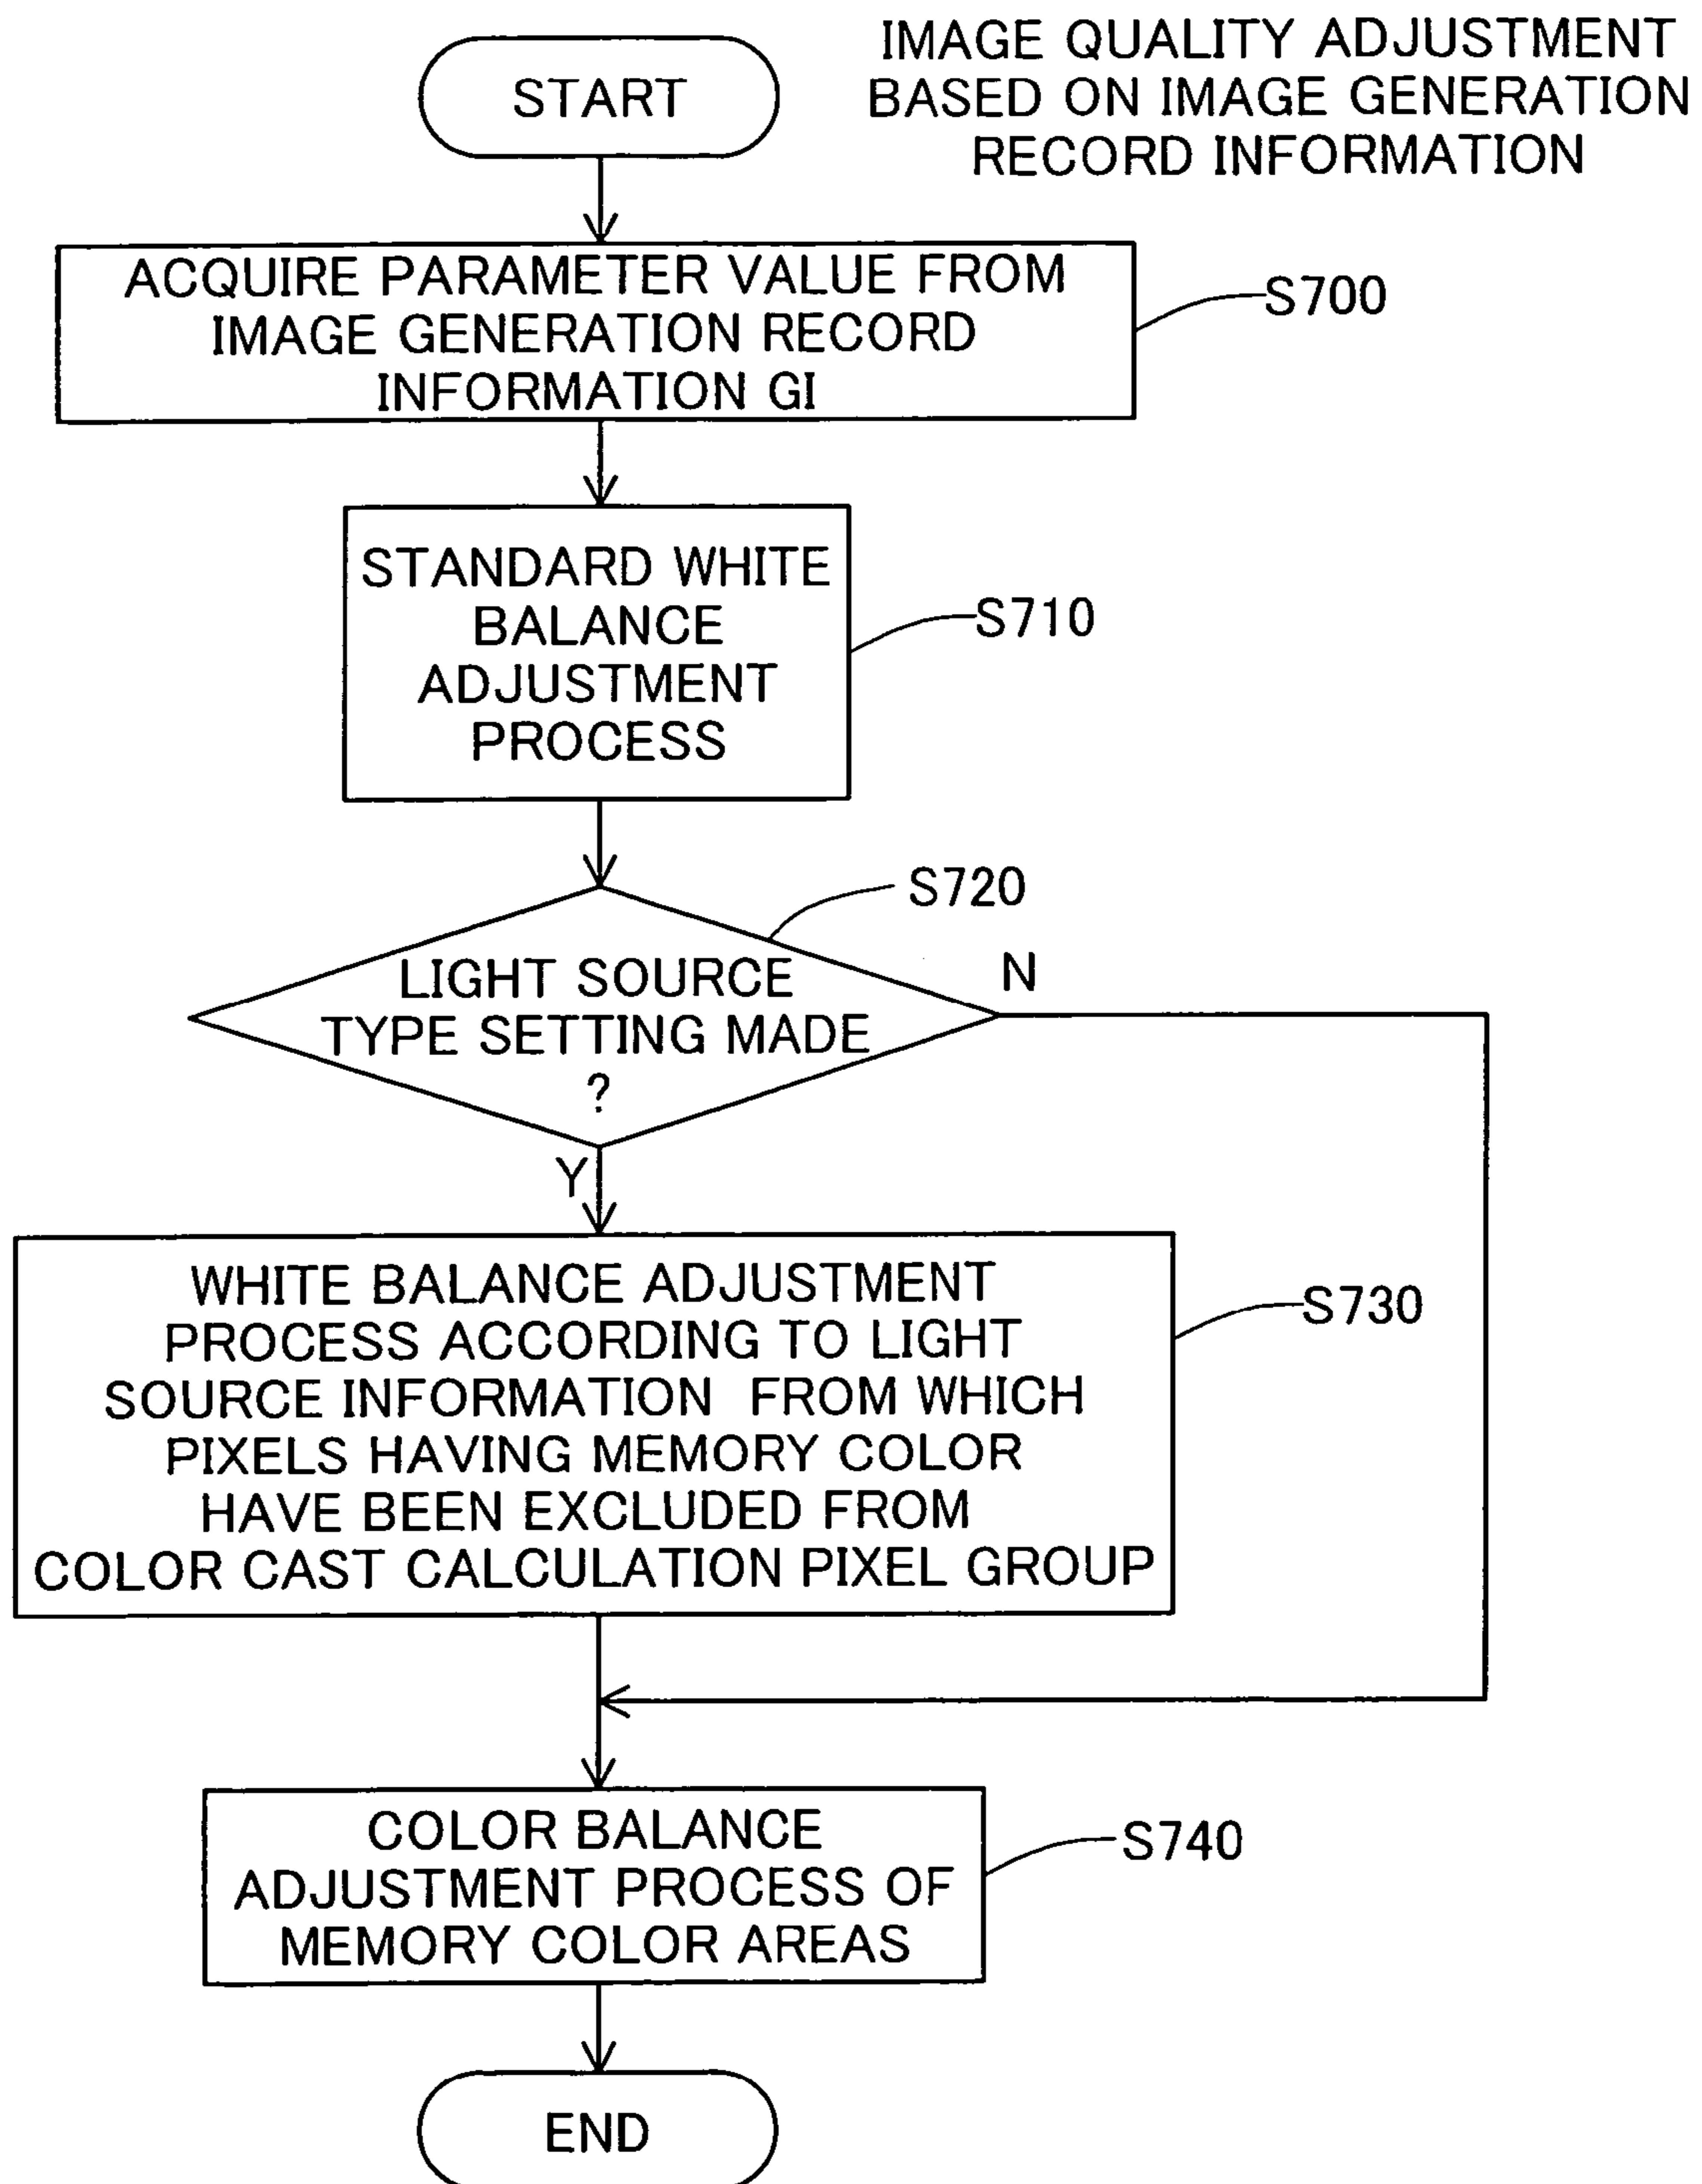 IMAGE QUALITY ADJUSTMENT
BASED ON IMAGE GENERATION
RECORD INFORMATION
START
ACQUIRE PARAMETER VALUE FROM
IMAGE GENERATION RECORD
INFORMATION GI
S700
STANDARD WHITE
BALANCE
ADJUSTMENT
PROCESS
S710
S720
LIGHT SOURCE
TYPE SETTING MADE
?
N
Y
WHITE BALANCE ADJUSTMENT
PROCESS ACCORDING TO LIGHT
SOURCE INFORMATION FROM WHICH
PIXELS HAVING MEMORY COLOR
HAVE BEEN EXCLUDED FROM
COLOR CAST CALCULATION PIXEL GROUP
S730
COLOR BALANCE
ADJUSTMENT PROCESS OF
MEMORY COLOR AREAS
S740
END